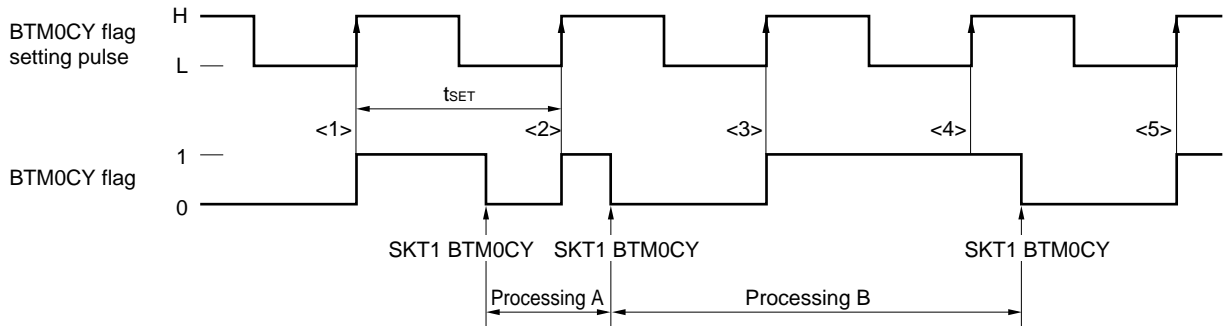 BTM0CY flag
setting pulse
H
L
tSET
<1>
<2>
<3>
<4>
<5>
BTM0CY flag
1
0
SKT1 BTM0CY
SKT1 BTM0CY
SKT1 BTM0CY
Processing A
Processing B